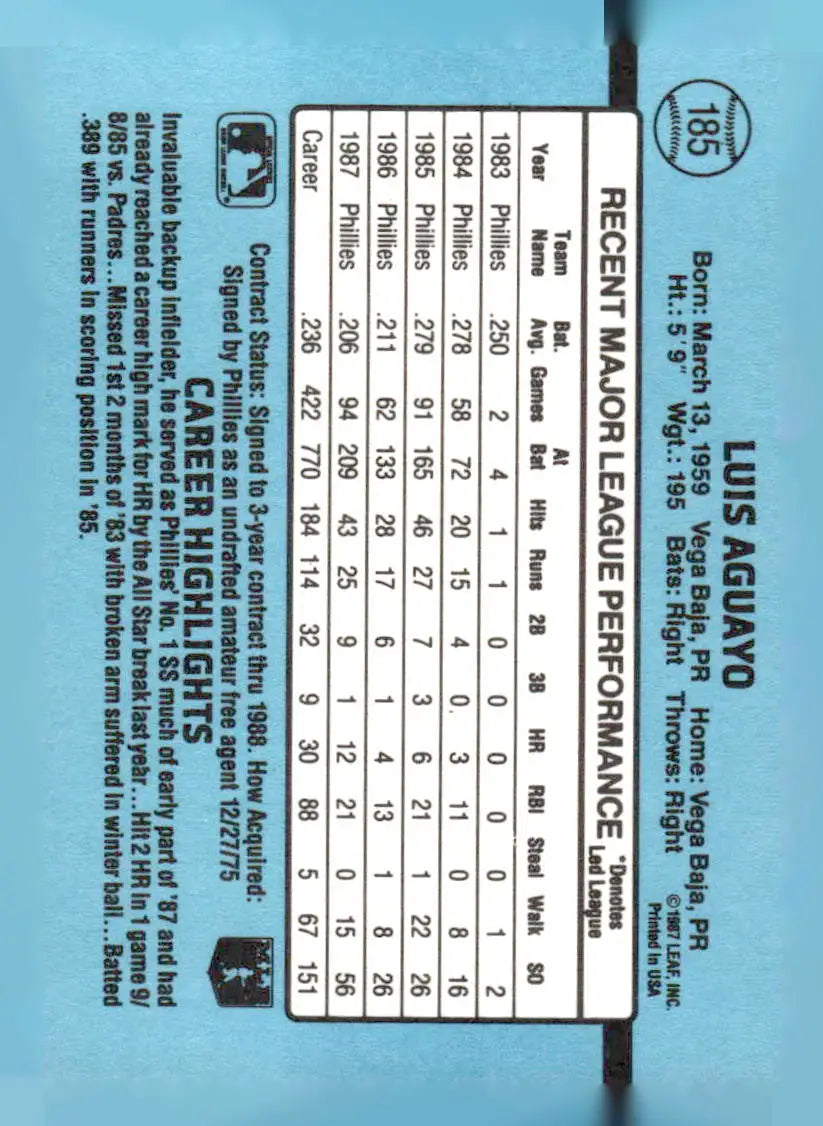 185
LUIS AGUAYO
Born: March 13, 1959 Vega Baja, PR Home: Vega Baja, PR
Ht.: 5'9" Wgt.: 195 Bats: Right Throws: Right
©1987 LEAF, INC.
Printed in USA
RECENT MAJOR LEAGUE PERFORMANCE *Denotes Led League
Year Team Name Bat. Avg. Games At Bat Hits Runs 2B 3B HR RBI Steal Walk SO
1983 Phillies .250 2 4 1 1 0 0 0 0 0 1 2
1984 Phillies .278 58 72 20 15 4 0 3 11 0 8 16
1985 Phillies .279 91 165 46 27 7 3 6 21 1 22 26
1986 Phillies .211 62 133 28 17 6 1 4 13 1 8 26
1987 Phillies .206 94 209 43 25 9 1 12 21 0 15 56
Career .236 422 770 184 114 32 9 30 88 5 67 151
Contract Status: Signed to 3-year contract thru 1988. How Acquired:
Signed by Phillies as an undrafted amateur free agent 12/27/75
CAREER HIGHLIGHTS
Invaluable backup infielder, he served as Phillies' No. 1 SS much of early part of '87 and had
already reached a career high mark for HR by the All Star break last year...Hit 2 HR in 1 game 9/
8/85 vs. Padres...Missed 1st 2 months of '83 with broken arm suffered in winter ball...Batted
.389 with runners in scoring position in '85.